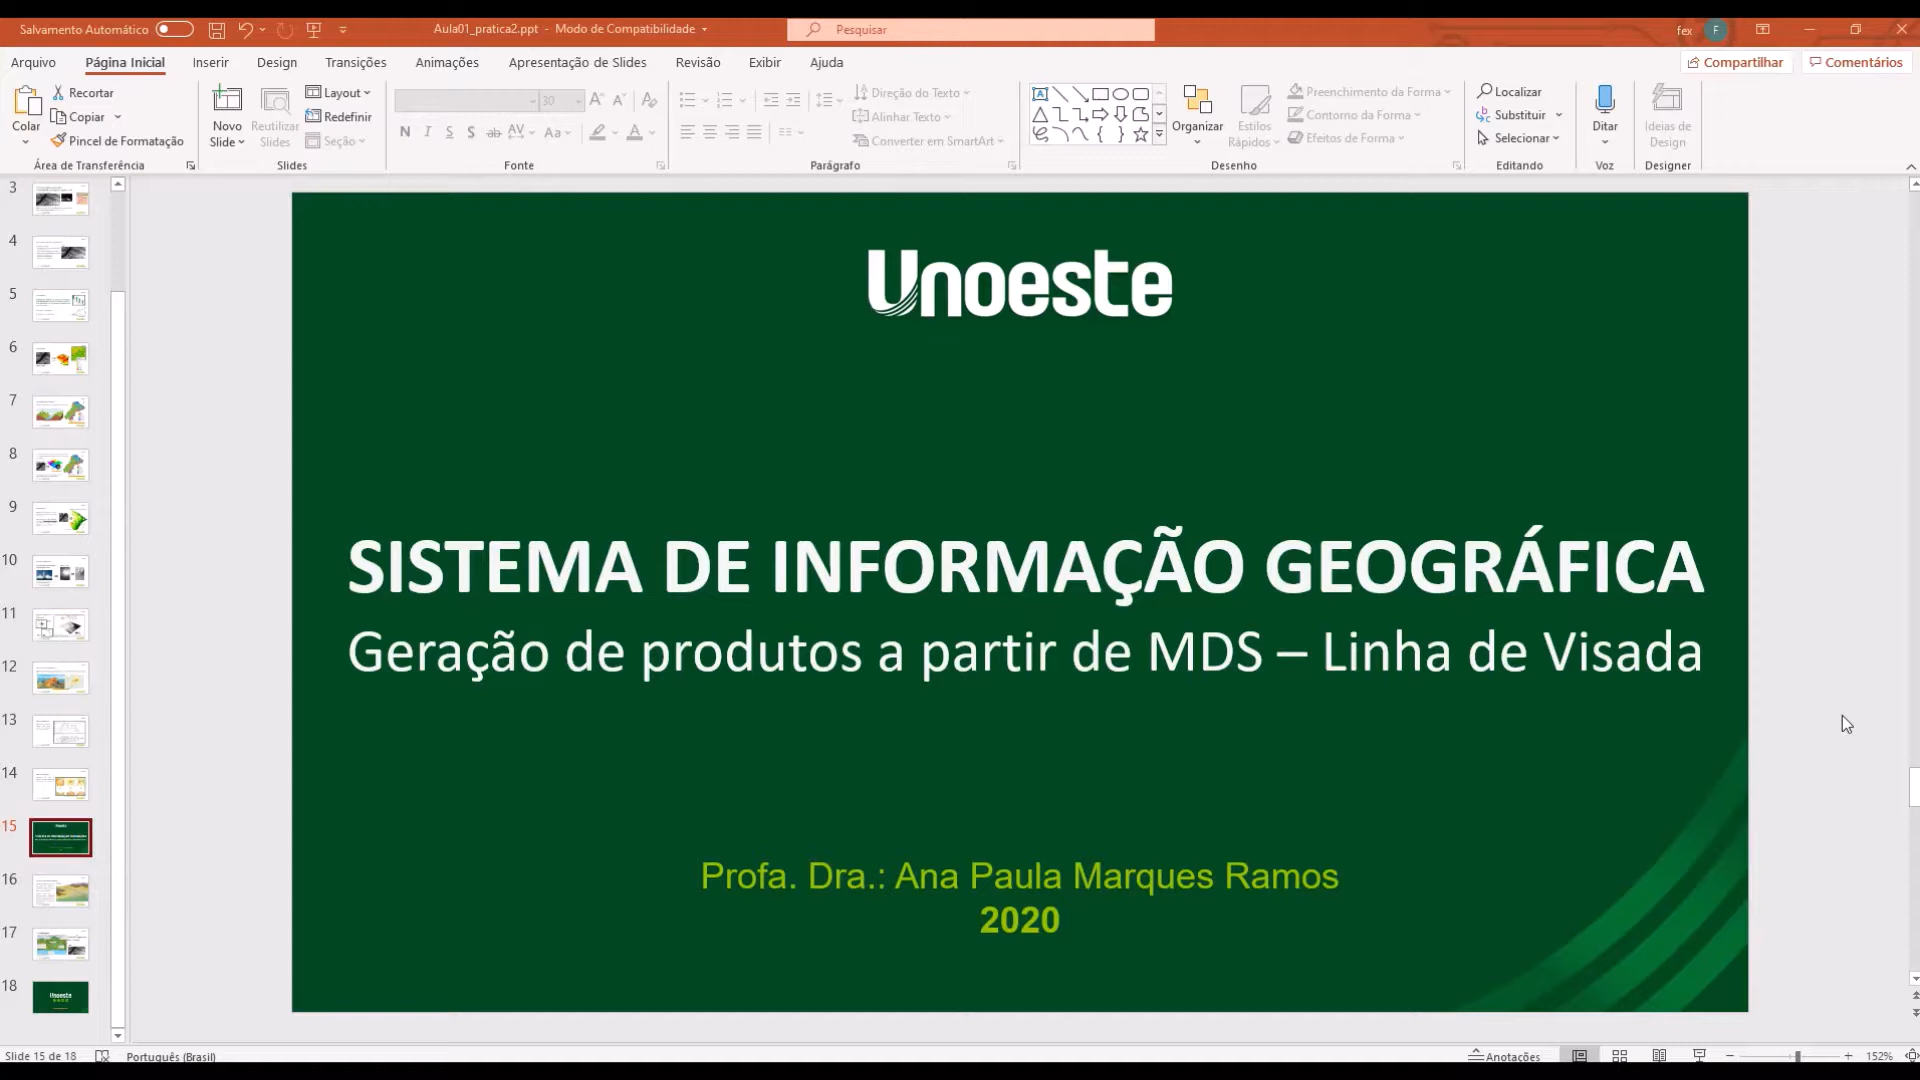 Salvamento Automático
Aula01_pratica2.ppt - Modo de Compatibilidade
Pesquisar
fex
F
Arquivo
Página Inicial
Inserir
Design
Transições
Animações
Apresentação de Slides
Revisão
Exibir
Ajuda
Compartilhar
Comentários
Colar
Recortar
Copiar
Pincel de Formatação
Área de Transferência
Novo Slide
Reutilizar Slides
Layout
Redefinir
Seção
Slides
30
N I S S ab AV Aa A
Fonte
Direção do Texto
Alinhar Texto
Converter em SmartArt
Parágrafo
Organizar
Estilos Rápidos
Preenchimento da Forma
Contorno da Forma
Efeitos de Forma
Desenho
Localizar
Substituir
Selecionar
Editando
Ditar
Voz
Ideias de Design
Designer
3
4
5
6
7
8
9
10
11
12
13
14
15
16
17
18
Unoeste
SISTEMA DE INFORMAÇÃO GEOGRÁFICA
Geração de produtos a partir de MDS – Linha de Visada
Profa. Dra.: Ana Paula Marques Ramos
2020
Slide 15 de 18
Português (Brasil)
Anotações
152%